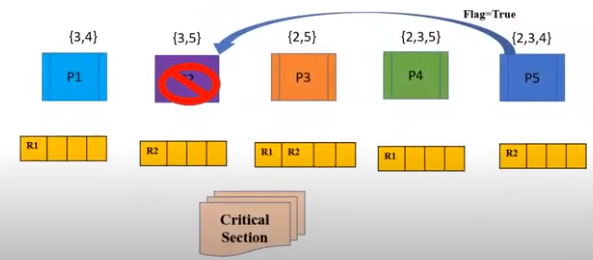 Flag=True
{3,4} {3,5} {2,5} {2,3,5} {2,3,4}
P1 P3 P4 P5
R1 R2 R1 R2 R1 R2
Critical
Section